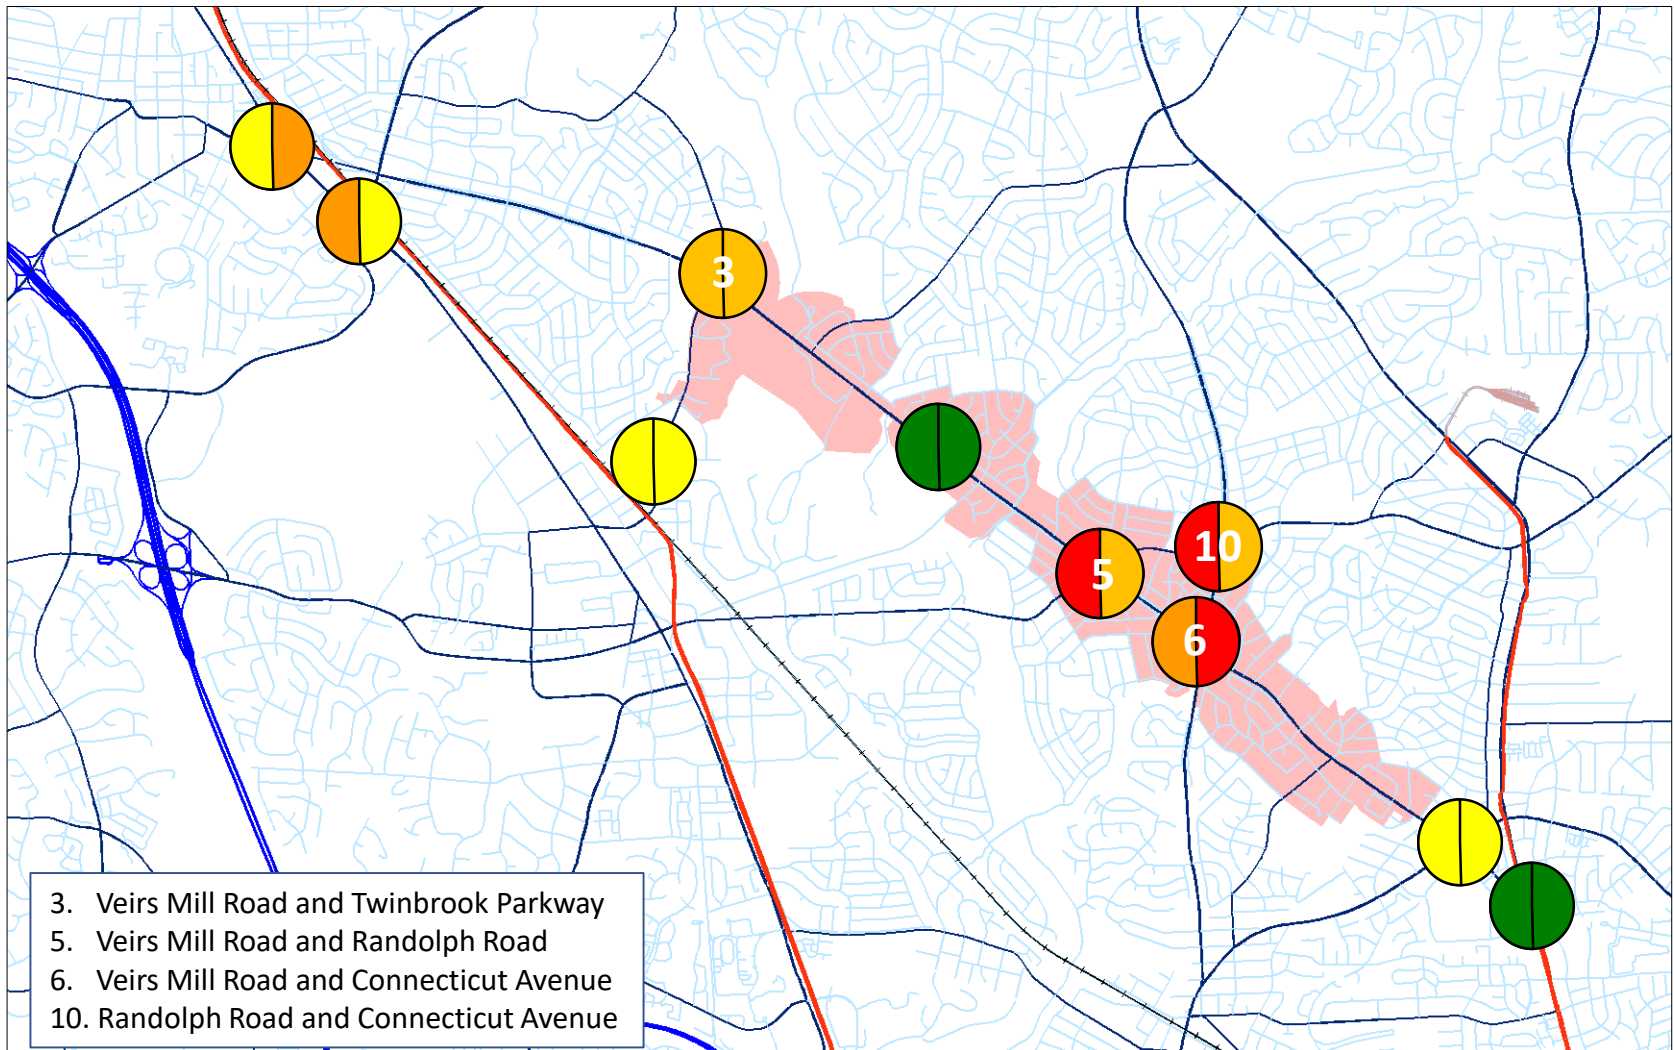 3
10
5
6
3. Veirs Mill Road and Twinbrook Parkway
5. Veirs Mill Road and Randolph Road
6. Veirs Mill Road and Connecticut Avenue
10. Randolph Road and Connecticut Avenue